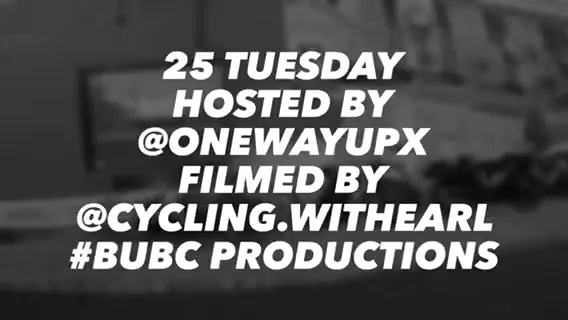 25 TUESDAY
HOSTED BY
@ONEWAYUPX
FILMED BY
@CYCLING.WITHEARL
#BUBC PRODUCTIONS